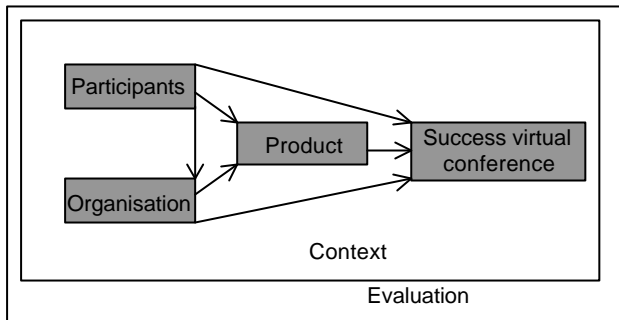 Participants
Product
Success virtual
conference
Organisation
Context
Evaluation